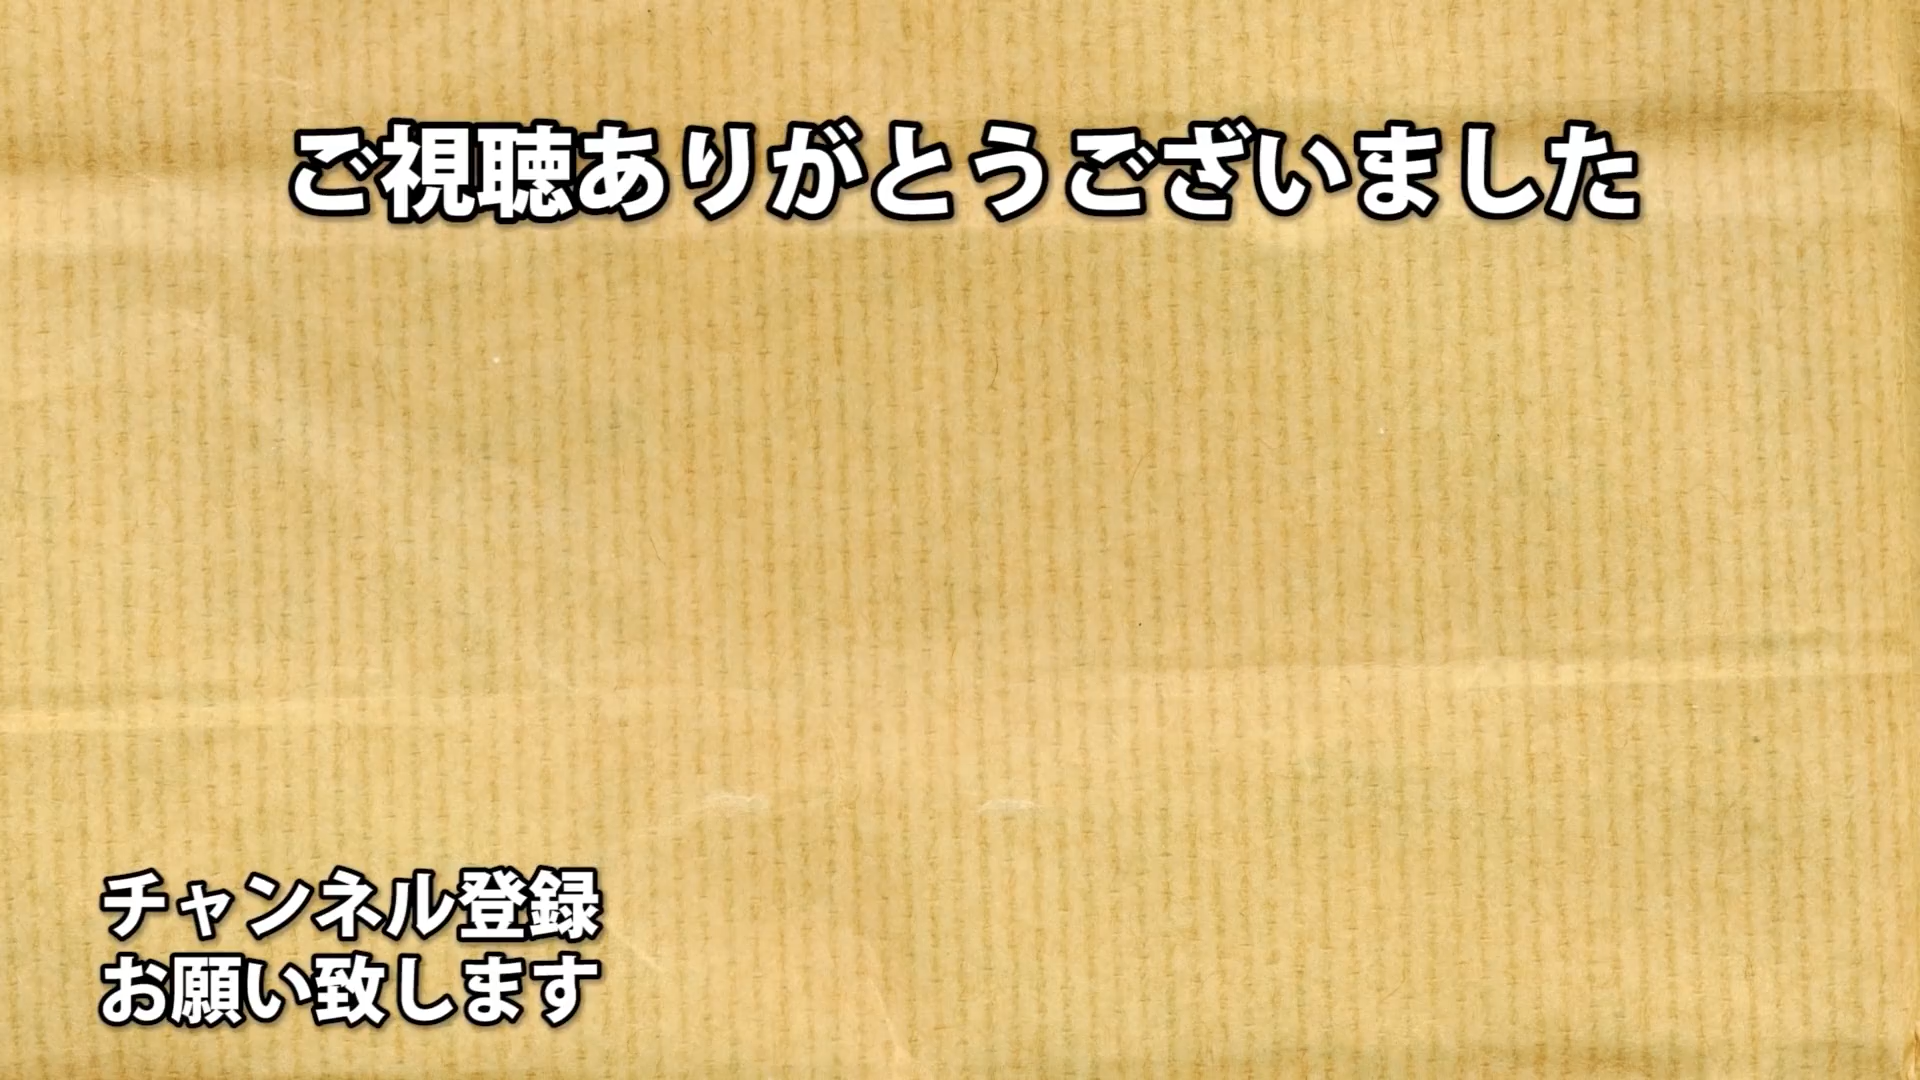 ご視聴ありがとうございました
チャンネル登録
お願い致します